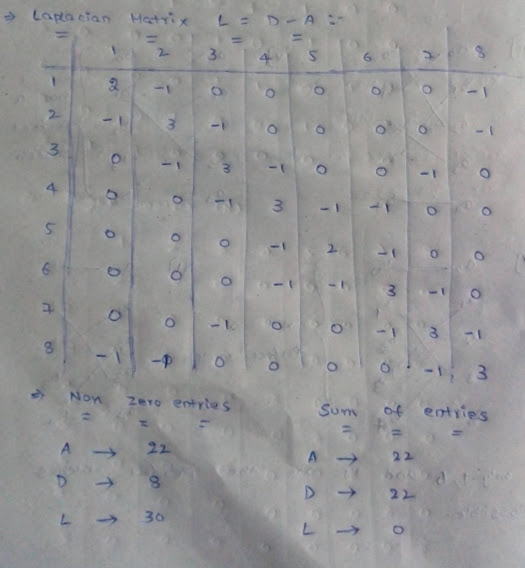 ⇒ Laplacian Matrix L = D - A :-
1 2 3 4 5 6 7 8
1 2 -1 0 0 0 0 0 -1
2 -1 3 -1 0 0 0 0 -1
3 0 -1 3 -1 0 0 -1 0
4 0 0 -1 3 -1 -1 0 0
5 0 0 0 -1 2 -1 0 0
6 0 0 0 -1 -1 3 -1 0
7 0 0 -1 0 0 -1 3 -1
8 -1 -1 0 0 0 0 -1 3
⇒ Non zero entries Sum of entries
A → 22 A → 22
D → 8 D → 22
L → 30 L → 0